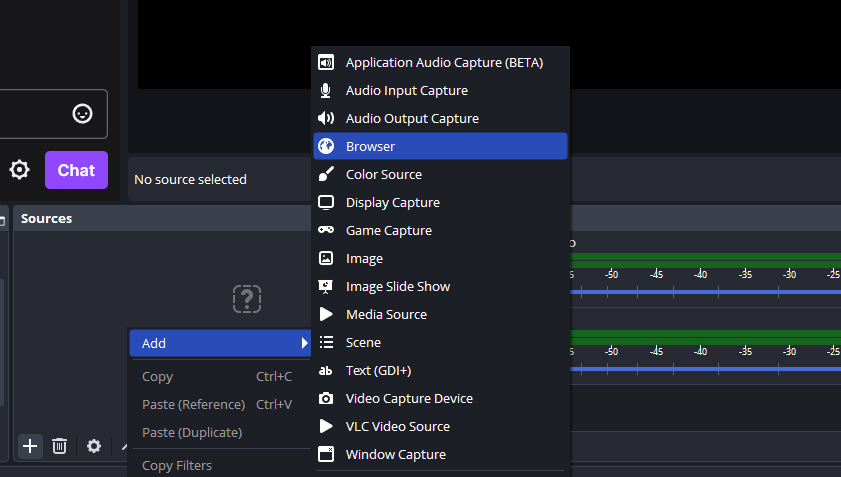 Application Audio Capture (BETA)
Audio Input Capture
Audio Output Capture
Browser
Color Source
Display Capture
Game Capture
Image
Image Slide Show
Media Source
Scene
ab Text (GDI+)
Video Capture Device
VLC Video Source
Window Capture
Chat
No source selected
Sources
Add
Copy Ctrl+C
Paste (Reference) Ctrl+V
Paste (Duplicate)
Copy Filters
-50 -45 -40 -35 -30 -25
-50 -45 -40 -35 -30 -25